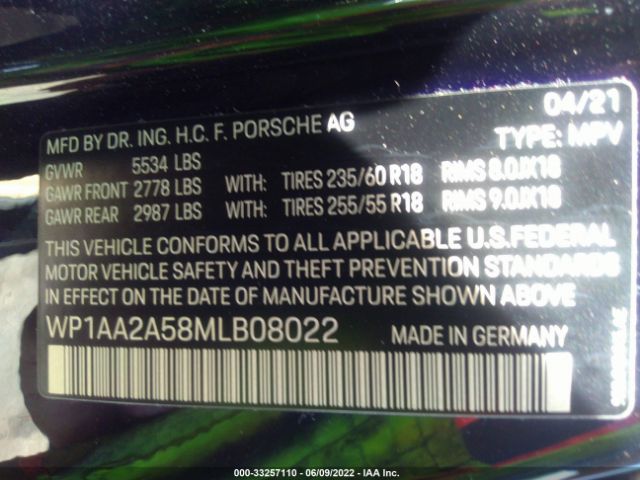 04/21
MFD BY DR. ING. H.C. F. PORSCHE AG TYPE: MPV
GVWR 5534 LBS
GAWR FRONT 2778 LBS WITH: TIRES 235/60 R18 RIMS 8.0JX18
GAWR REAR 2987 LBS WITH: TIRES 255/55 R18 RIMS 9.0JX18
THIS VEHICLE CONFORMS TO ALL APPLICABLE U.S.FEDERAL
MOTOR VEHICLE SAFETY AND THEFT PREVENTION STANDARDS
IN EFFECT ON THE DATE OF MANUFACTURE SHOWN ABOVE
WP1AA2A58MLB08022 MADE IN GERMANY
000-33257110 - 06/09/2022 - IAA Inc.